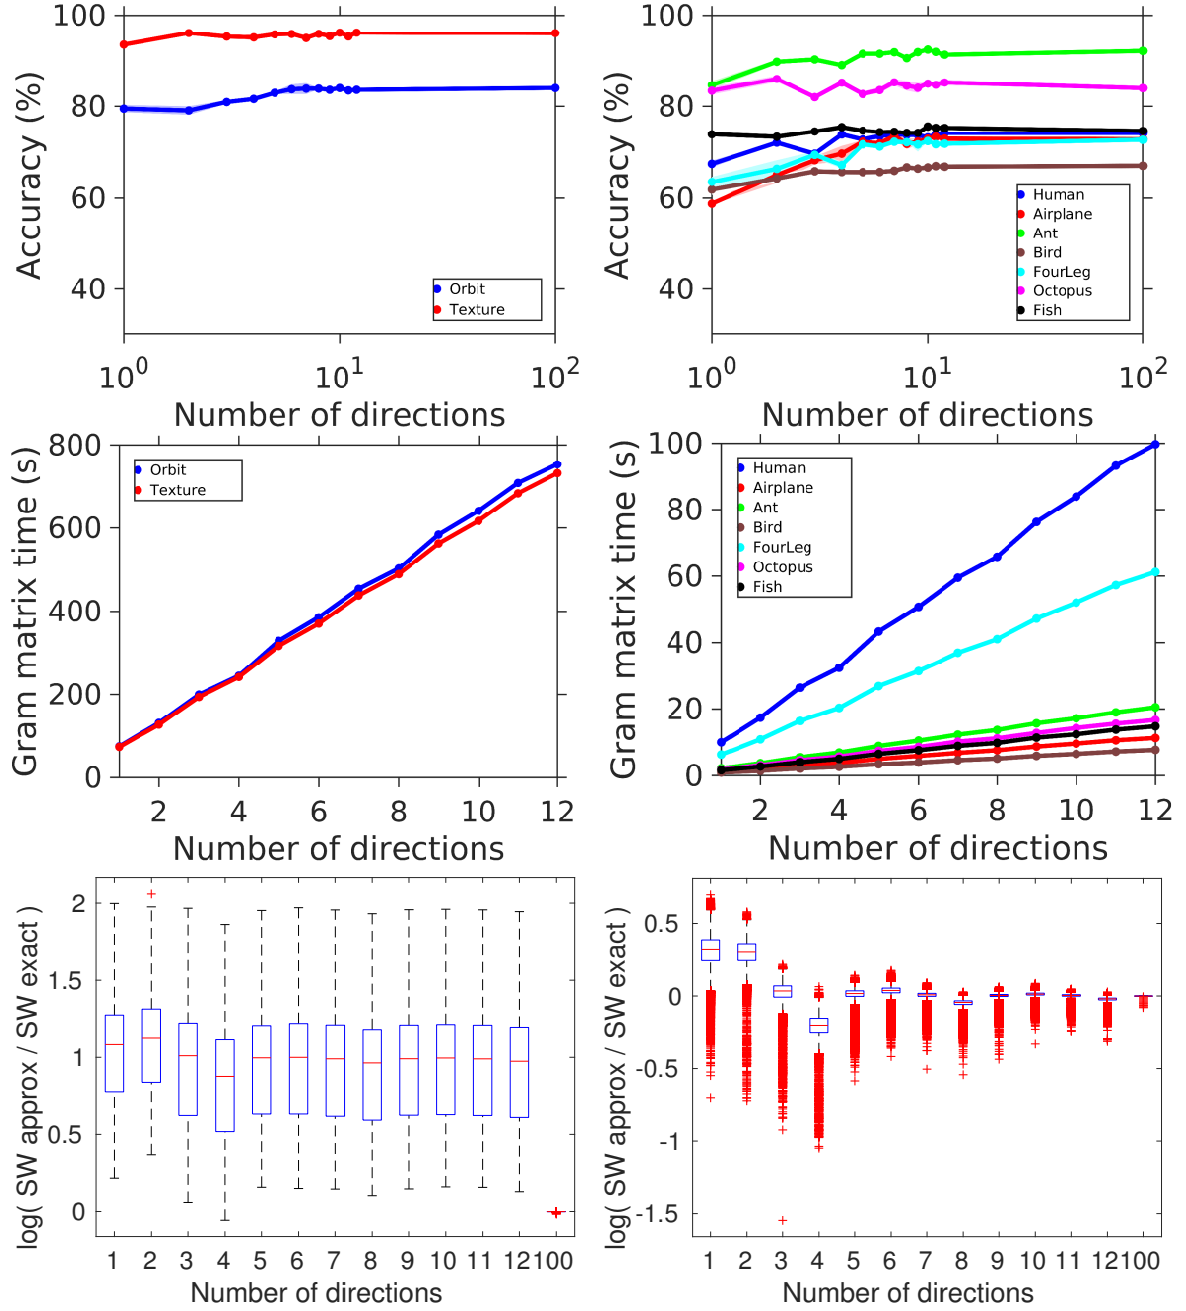 100
80
60
40
Accuracy (%)
Orbit
Texture
10^0
10^1
10^2
Number of directions
100
80
60
40
Accuracy (%)
Human
Airplane
Ant
Bird
FourLeg
Octopus
Fish
10^0
10^1
10^2
Number of directions
800
600
400
200
0
Gram matrix time (s)
Orbit
Texture
2 4 6 8 10 12
Number of directions
100
80
60
40
20
0
Gram matrix time (s)
Human
Airplane
Ant
Bird
FourLeg
Octopus
Fish
2 4 6 8 10 12
Number of directions
2
1.5
1
0.5
0
log( SW approx / SW exact )
1 2 3 4 5 6 7 8 9 10 11 12 100
Number of directions
0.5
0
-0.5
-1
-1.5
log( SW approx / SW exact )
1 2 3 4 5 6 7 8 9 10 11 12 100
Number of directions